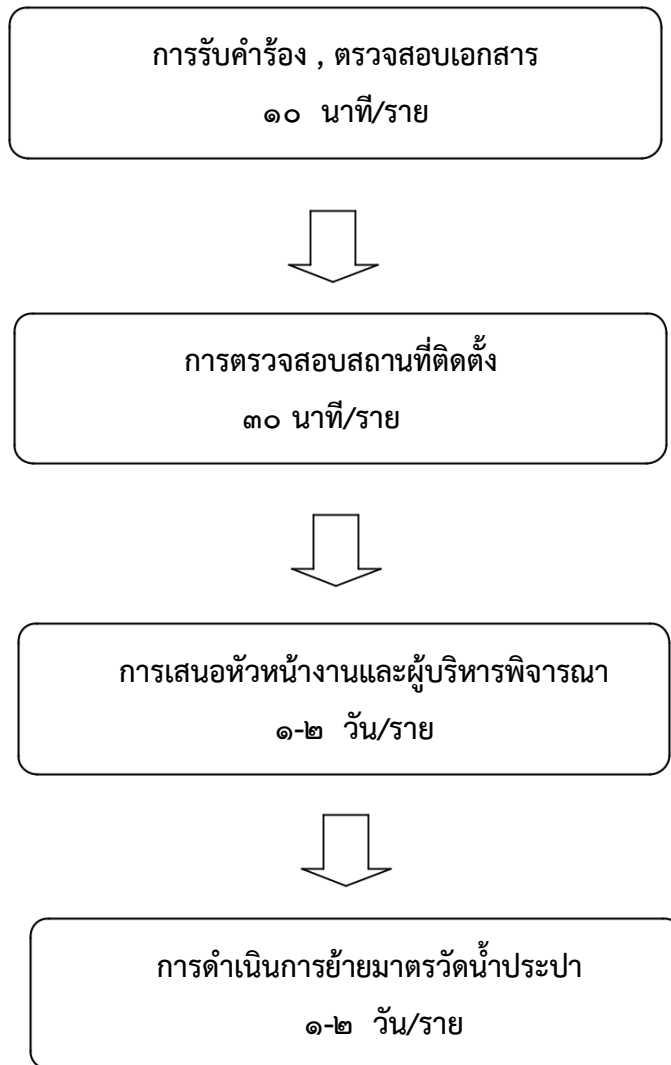 การรับคำร้อง , ตรวจสอบเอกสาร
๑๐ นาที/ราย
การตรวจสอบสถานที่ติดตั้ง
๓๐ นาที/ราย
การเสนอหัวหน้างานและผู้บริหารพิจารณา
๑-๒ วัน/ราย
การดำเนินการย้ายมาตรวัดน้ำประปา
๑-๒ วัน/ราย